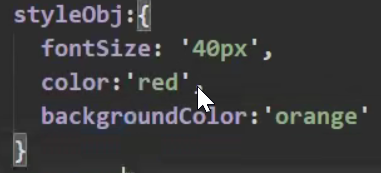 styleObj:{
fontSize: '40px',
color:'red',
backgroundColor:'orange'
}